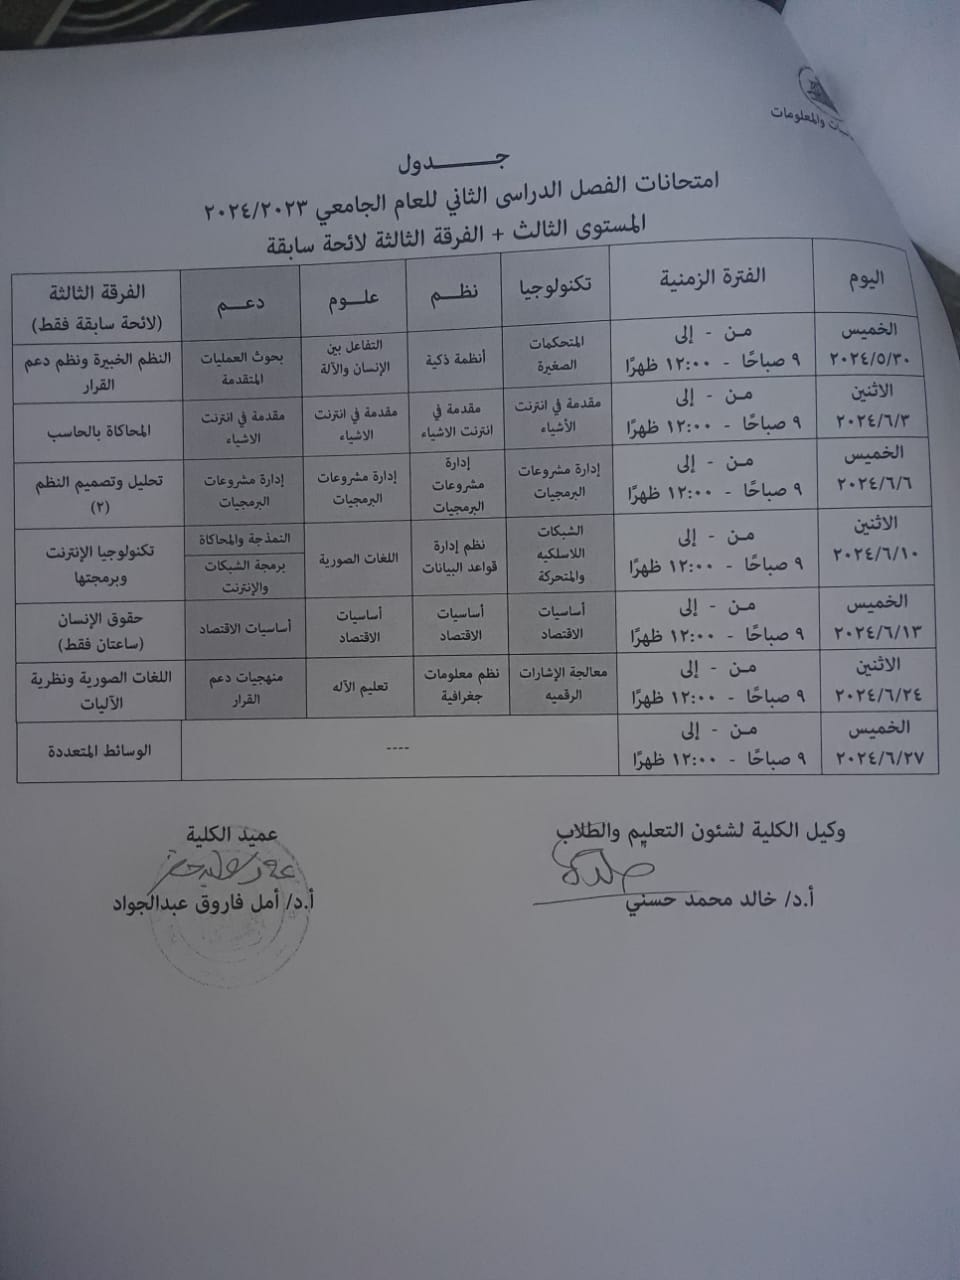 والمعلومات
جـــــدول
امتحانات الفصل الدراسى الثاني للعام الجامعي ٢٠٢٤/٢٠٢٣
المستوى الثالث + الفرقة الثالثة لائحة سابقة
اليوم
الفترة الزمنية
تكنولوجيا
نظـــم
علـــوم
دعـــم
الفرقة الثالثة
(لائحة سابقة فقط)
الخميس
٢٠٢٤/٥/٣٠
مـن - إلى
٩ صباحًا - ١٢:٠٠ ظهرًا
المتحكمات
الصغيرة
أنظمة ذكية
التفاعل بين
الإنسان والآلة
بحوث العمليات
المتقدمة
النظم الخبيرة ونظم دعم
القرار
الاثنين
٢٠٢٤/٦/٣
مـن - إلى
٩ صباحًا - ١٢:٠٠ ظهرًا
مقدمة في انترنت
الأشياء
مقدمة في
انترنت الاشياء
مقدمة في انترنت
الاشياء
مقدمة في انترنت
الاشياء
المحاكاة بالحاسب
الخميس
٢٠٢٤/٦/٦
مـن - إلى
٩ صباحًا - ١٢:٠٠ ظهرًا
إدارة مشروعات
البرمجيات
إدارة
مشروعات
البرمجيات
إدارة مشروعات
البرمجيات
إدارة مشروعات
البرمجيات
تحليل وتصميم النظم
(٢)
الاثنين
٢٠٢٤/٦/١٠
مـن - إلى
٩ صباحًا - ١٢:٠٠ ظهرًا
الشبكات
اللاسلكيه
والمتحركة
نظم إدارة
قواعد البيانات
اللغات الصورية
النمذجة والمحاكاة
برمجة الشبكات
والإنترنت
تكنولوجيا الإنترنت
وبرمجتها
الخميس
٢٠٢٤/٦/١٣
مـن - إلى
٩ صباحًا - ١٢:٠٠ ظهرًا
أساسيات
الاقتصاد
أساسيات
الاقتصاد
أساسيات
الاقتصاد
أساسيات الاقتصاد
حقوق الإنسان
(ساعتان فقط)
الاثنين
٢٠٢٤/٦/٢٤
مـن - إلى
٩ صباحًا - ١٢:٠٠ ظهرًا
معالجة الإشارات
الرقميه
نظم معلومات
جغرافية
تعليم الآله
منهجيات دعم
القرار
اللغات الصورية ونظرية
الآليات
الخميس
٢٠٢٤/٦/٢٧
مـن - إلى
٩ صباحًا - ١٢:٠٠ ظهرًا
----
الوسائط المتعددة
وكيل الكلية لشئون التعليم والطلاب
أ.د/ خالد محمد حسني
عميد الكلية
أ.د/ أمل فاروق عبدالجواد